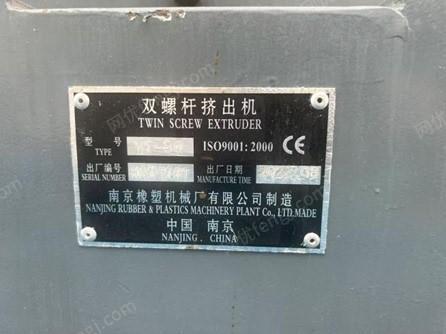 双螺杆挤出机
TWIN SCREW EXTRUDER
型号 ISO9001:2000 CE
TYPE
出厂编号 出厂日期
SERIAL NUMBER MANUFACTURE TIME
南京橡塑机械厂有限公司制造
NANJING RUBBER & PLASTICS MACHINERY PLANT CO., LTD.MADE
中国 南京
NANJING . CHINA